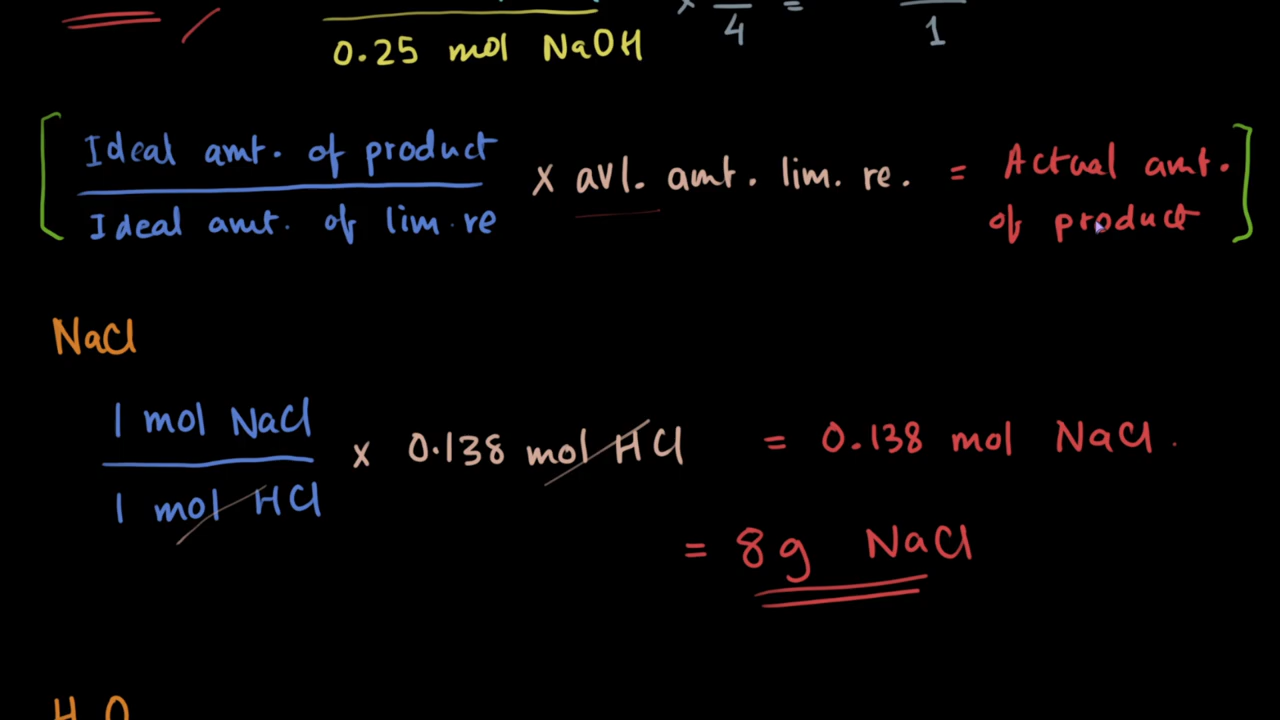 0.25 mol NaOH × 4 = 1
Ideal amt. of product
Ideal amt. of lim. re
x avl. amt. lim. re. = Actual amt.
of product
NaCl
1 mol NaCl
1 mol HCl
x 0.138 mol HCl = 0.138 mol NaCl.
= 8g NaCl